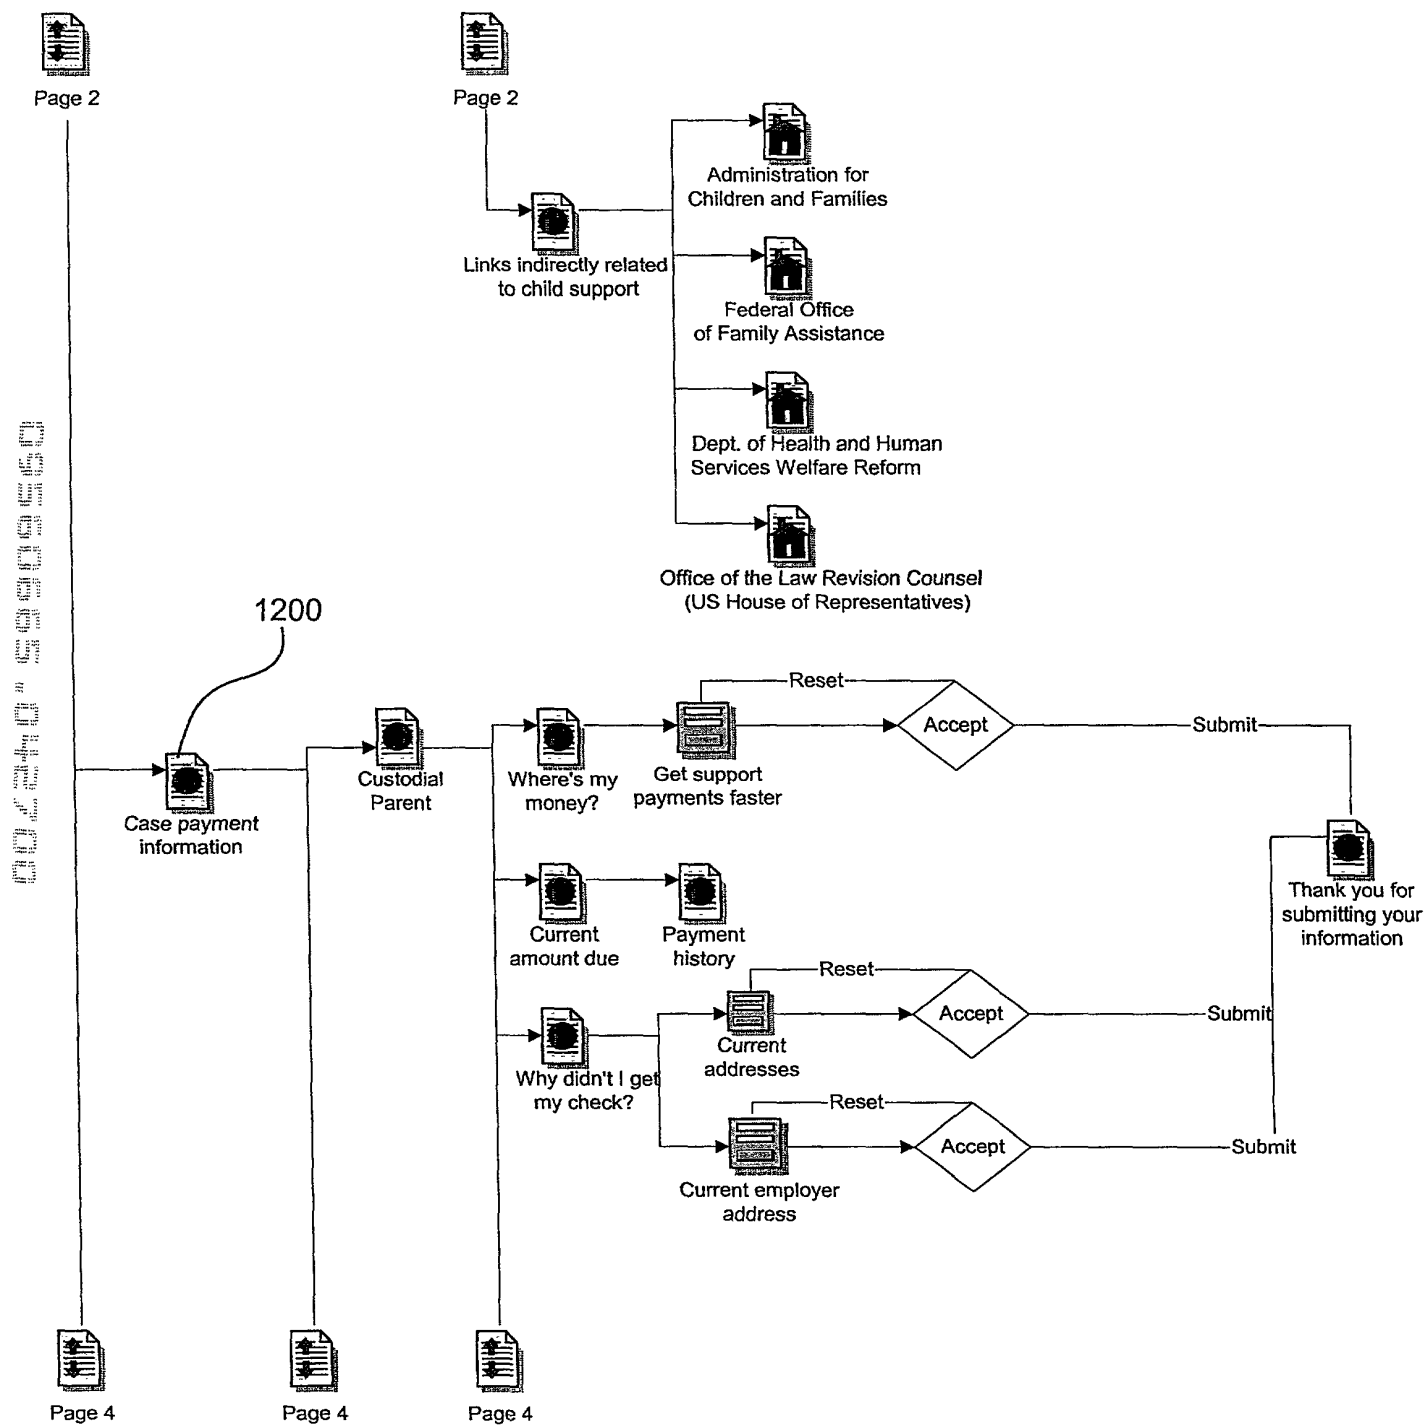 Page 2
Page 2
Administration for
Children and Families
Links indirectly related
to child support
Federal Office
of Family Assistance
Dept. of Health and Human
Services Welfare Reform
Office of the Law Revision Counsel
(US House of Representatives)
1200
Case payment
information
Custodial
Parent
Where's my
money?
Get support
payments faster
Reset
Accept
Submit
Current
amount due
Payment
history
Thank you for
submitting your
information
Why didn't I get
my check?
Reset
Current
addresses
Accept
Submit
Reset
Current employer
address
Accept
Submit
Page 4
Page 4
Page 4